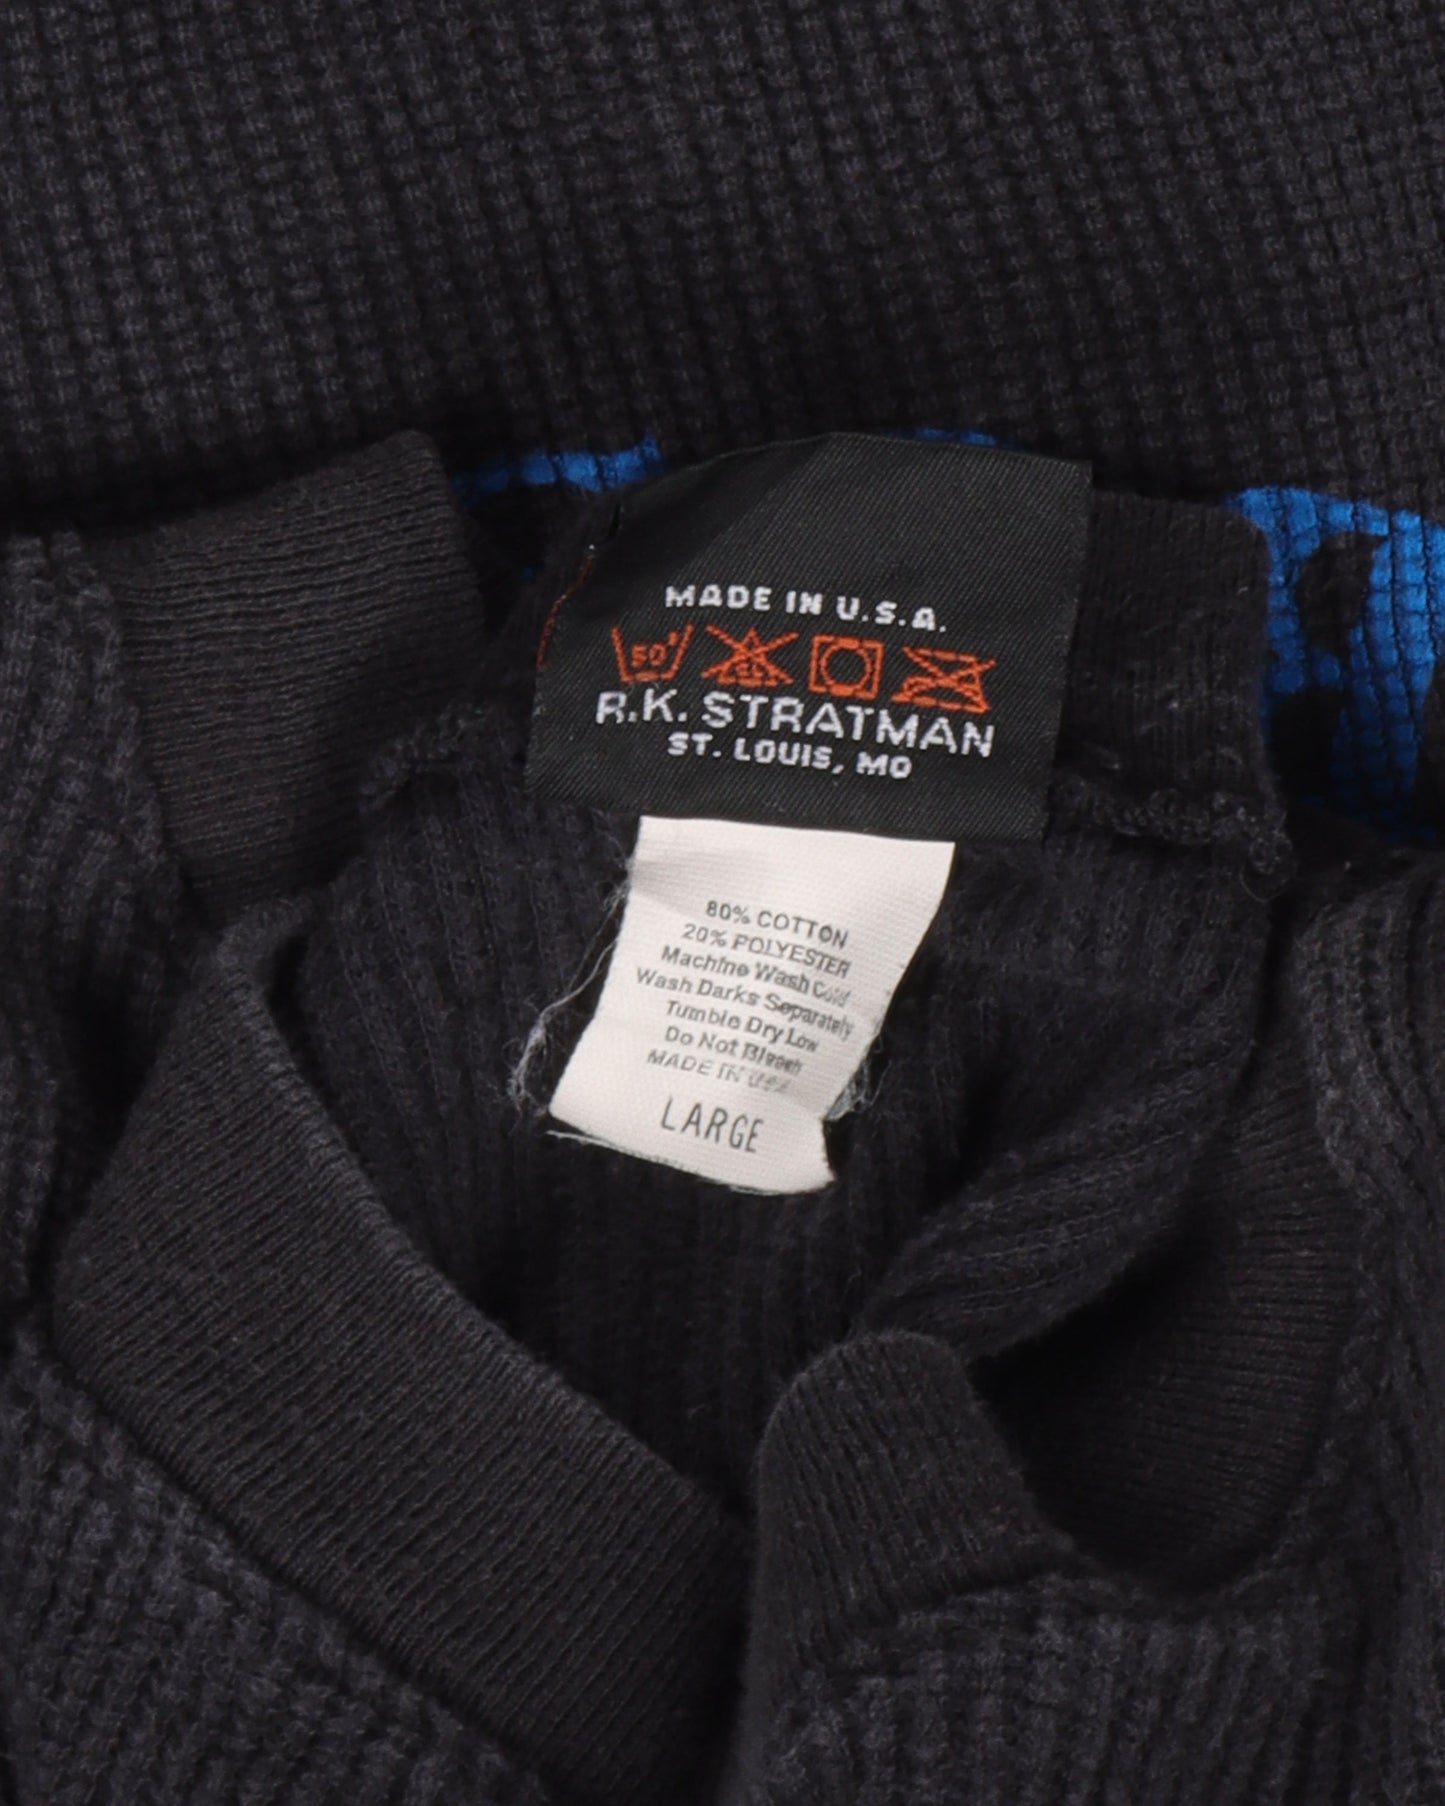 MADE IN U.S.A.
50°
R.K. STRATMAN
ST. LOUIS, MO
80% COTTON
20% POLYESTER
Machine Wash Cold
Wash Darks Separately
Tumble Dry Low
Do Not Bleach
MADE IN USA
LARGE